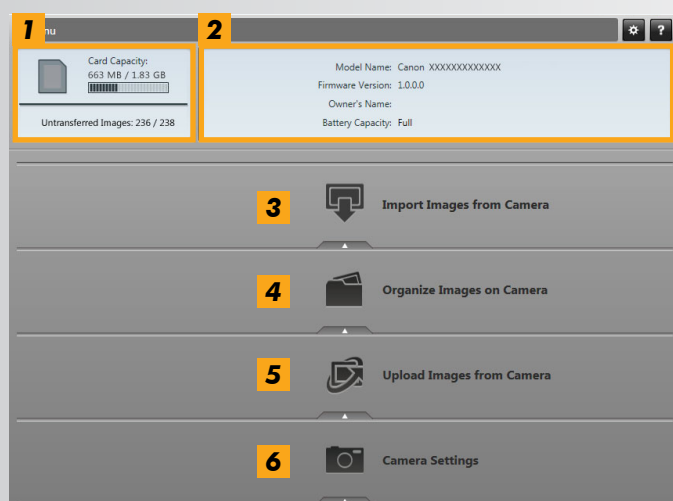 1
nu
2
?
Card Capacity:
663 MB / 1.83 GB
Untransferred Images: 236 / 238
Model Name: Canon XXXXXXXXXXXXX
Firmware Version: 1.0.0.0
Owner's Name:
Battery Capacity: Full
3 Import Images from Camera
4 Organize Images on Camera
5 Upload Images from Camera
6 Camera Settings